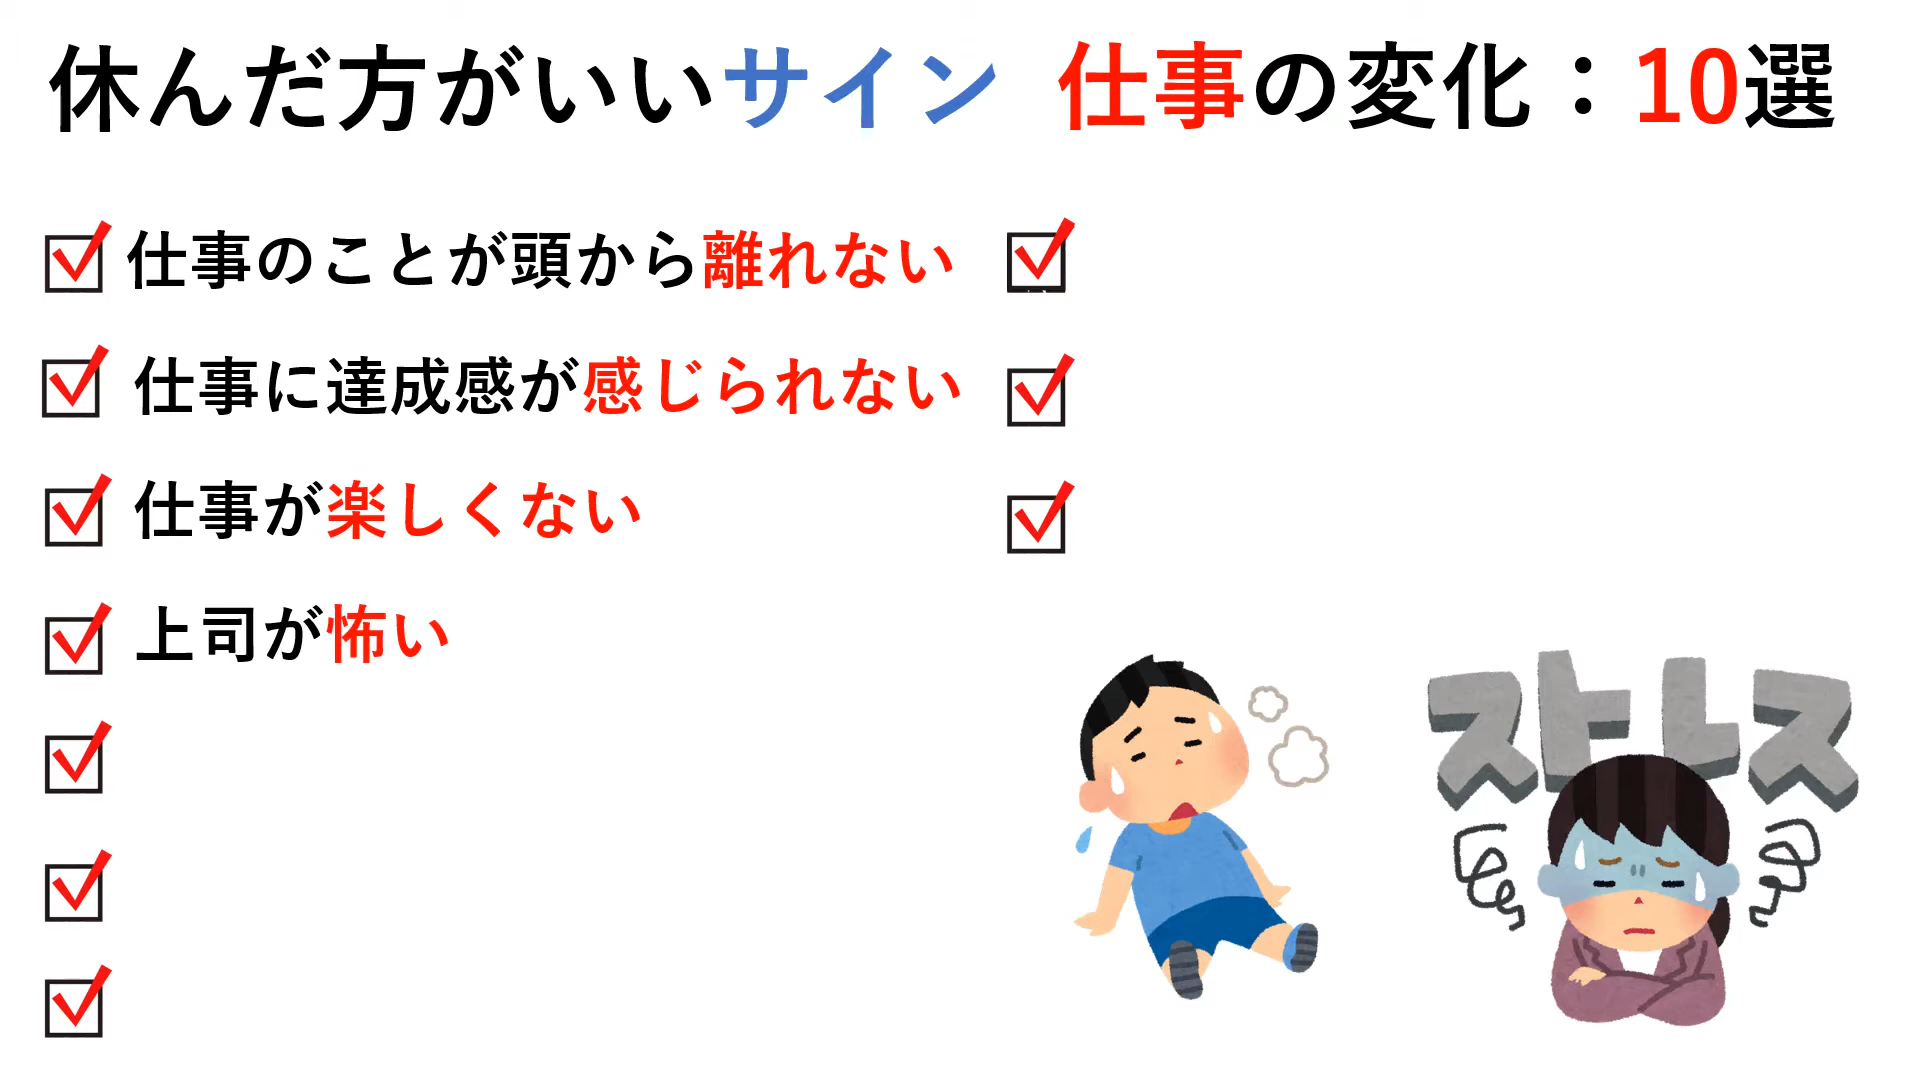 休んだ方がいいサイン 仕事の変化：10選
仕事のことが頭から離れない
仕事に達成感が感じられない
仕事が楽しくない
上司が怖い
ストレス